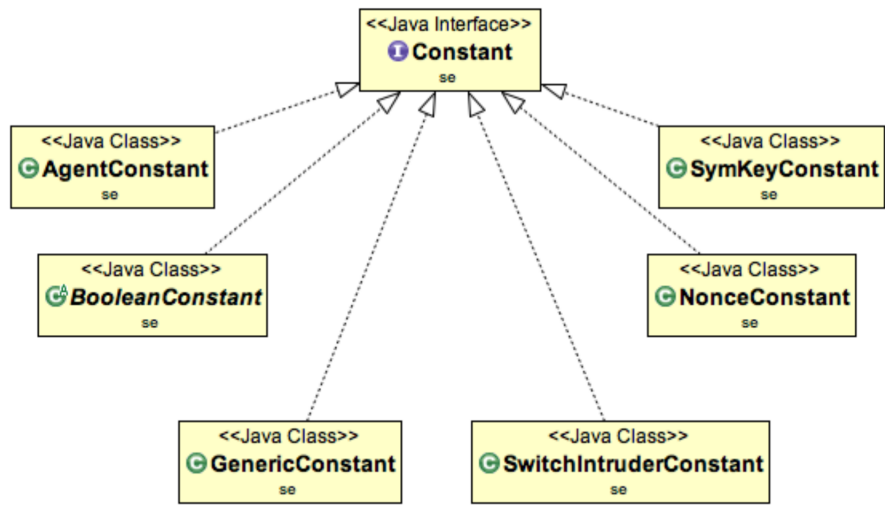 <<Java Interface>>
Constant
se
<<Java Class>>
AgentConstant
se
<<Java Class>>
SymKeyConstant
se
<<Java Class>>
BooleanConstant
se
<<Java Class>>
NonceConstant
se
<<Java Class>>
GenericConstant
se
<<Java Class>>
SwitchIntruderConstant
se